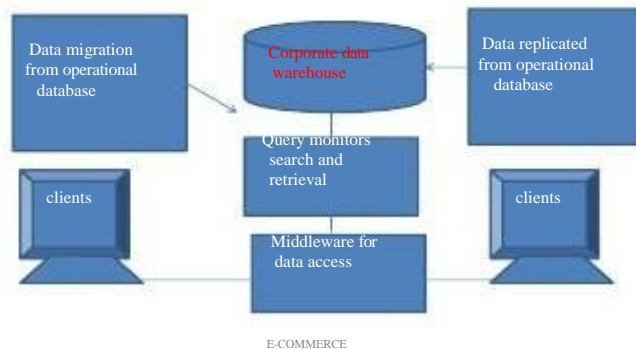 Data migration
from operational
database
Corporate data
warehouse
Data replicated
from operational
database
Query monitors
search and
retrieval
clients
clients
Middleware for
data access
E-COMMERCE